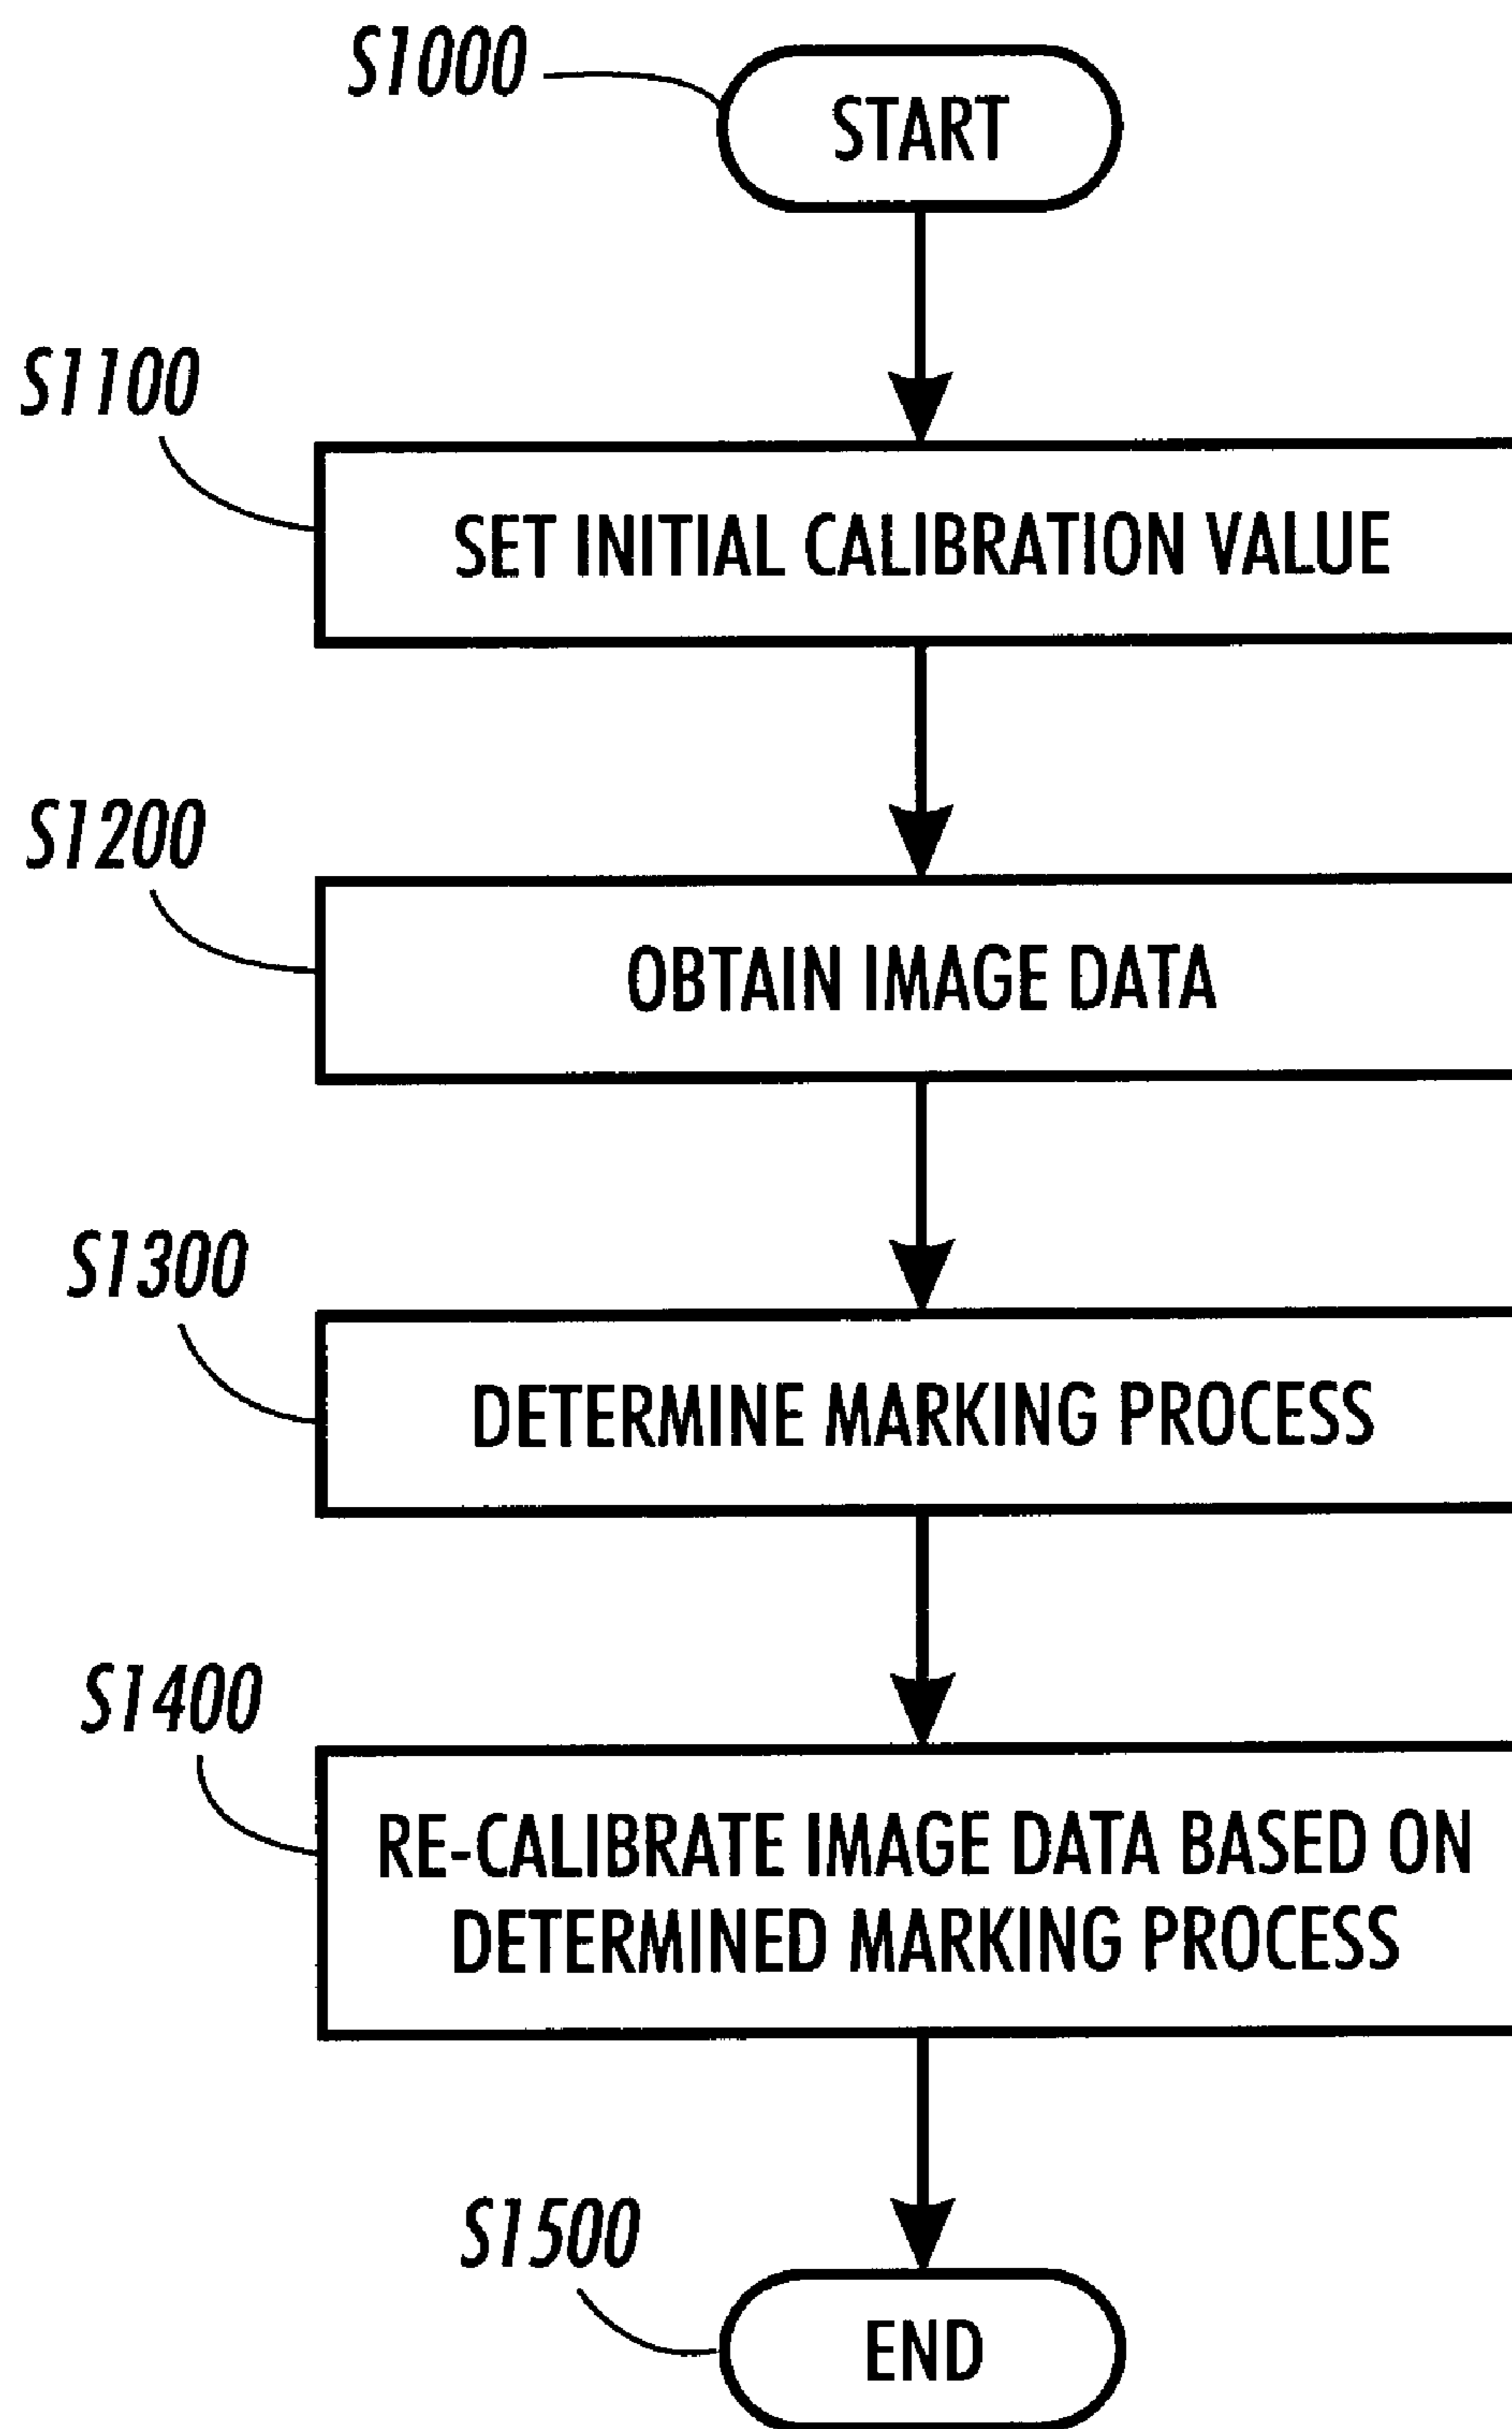 S1000
START
S1100
SET INITIAL CALIBRATION VALUE
S1200
OBTAIN IMAGE DATA
S1300
DETERMINE MARKING PROCESS
S1400
RE-CALIBRATE IMAGE DATA BASED ON
DETERMINED MARKING PROCESS
S1500
END